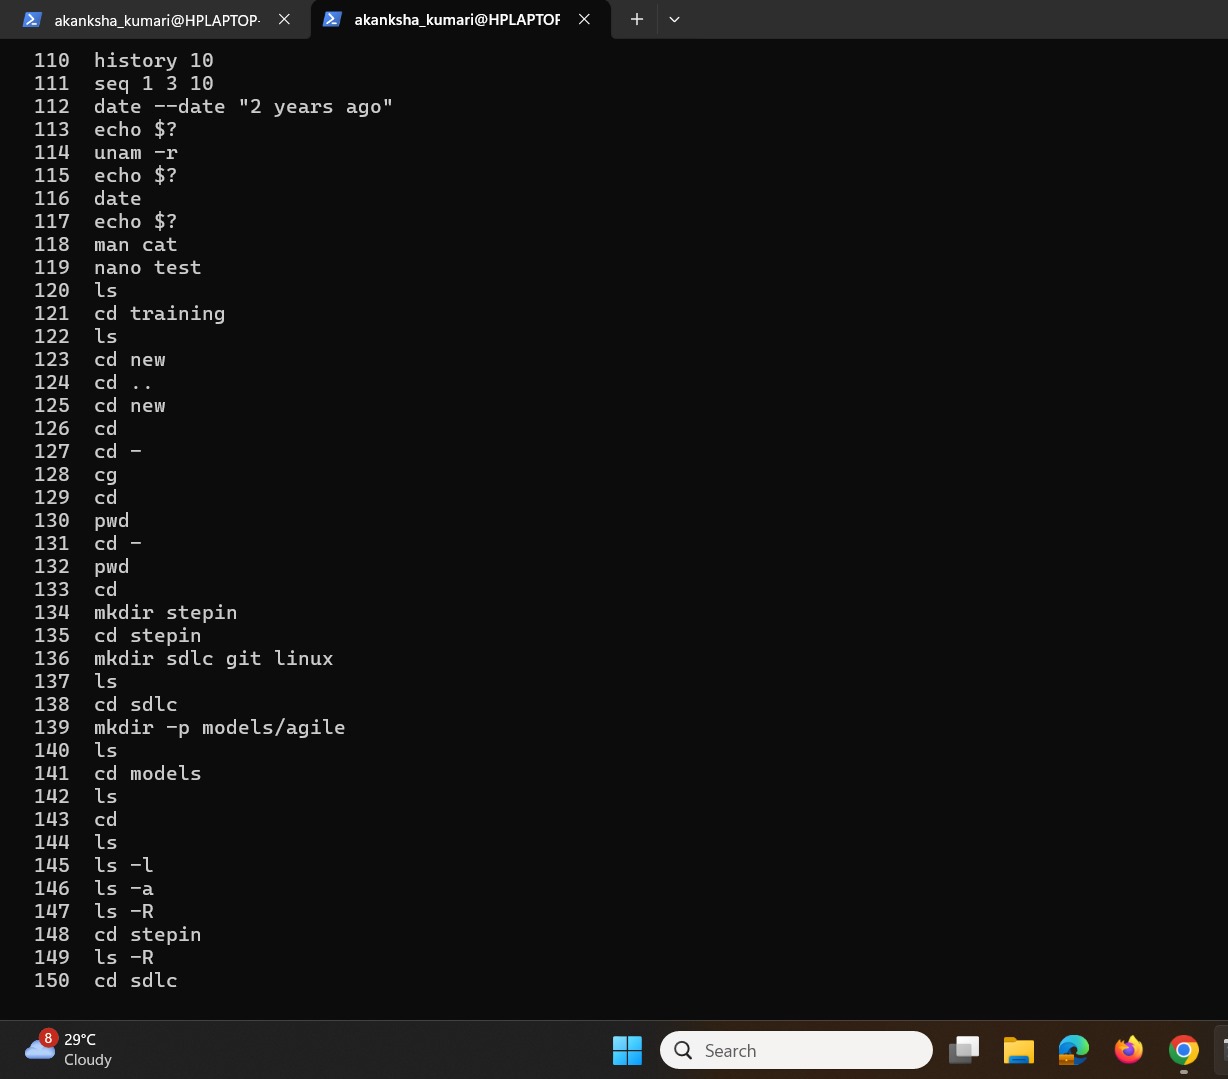 akanksha_kumari@HPLAPTOP-
akanksha_kumari@HPLAPTOP
110 history 10
111 seq 1 3 10
112 date --date "2 years ago"
113 echo $?
114 unam -r
115 echo $?
116 date
117 echo $?
118 man cat
119 nano test
120 ls
121 cd training
122 ls
123 cd new
124 cd ..
125 cd new
126 cd
127 cd -
128 cg
129 cd
130 pwd
131 cd -
132 pwd
133 cd
134 mkdir stepin
135 cd stepin
136 mkdir sdlc git linux
137 ls
138 cd sdlc
139 mkdir -p models/agile
140 ls
141 cd models
142 ls
143 cd
144 ls
145 ls -l
146 ls -a
147 ls -R
148 cd stepin
149 ls -R
150 cd sdlc
8
29°C
Cloudy
Search